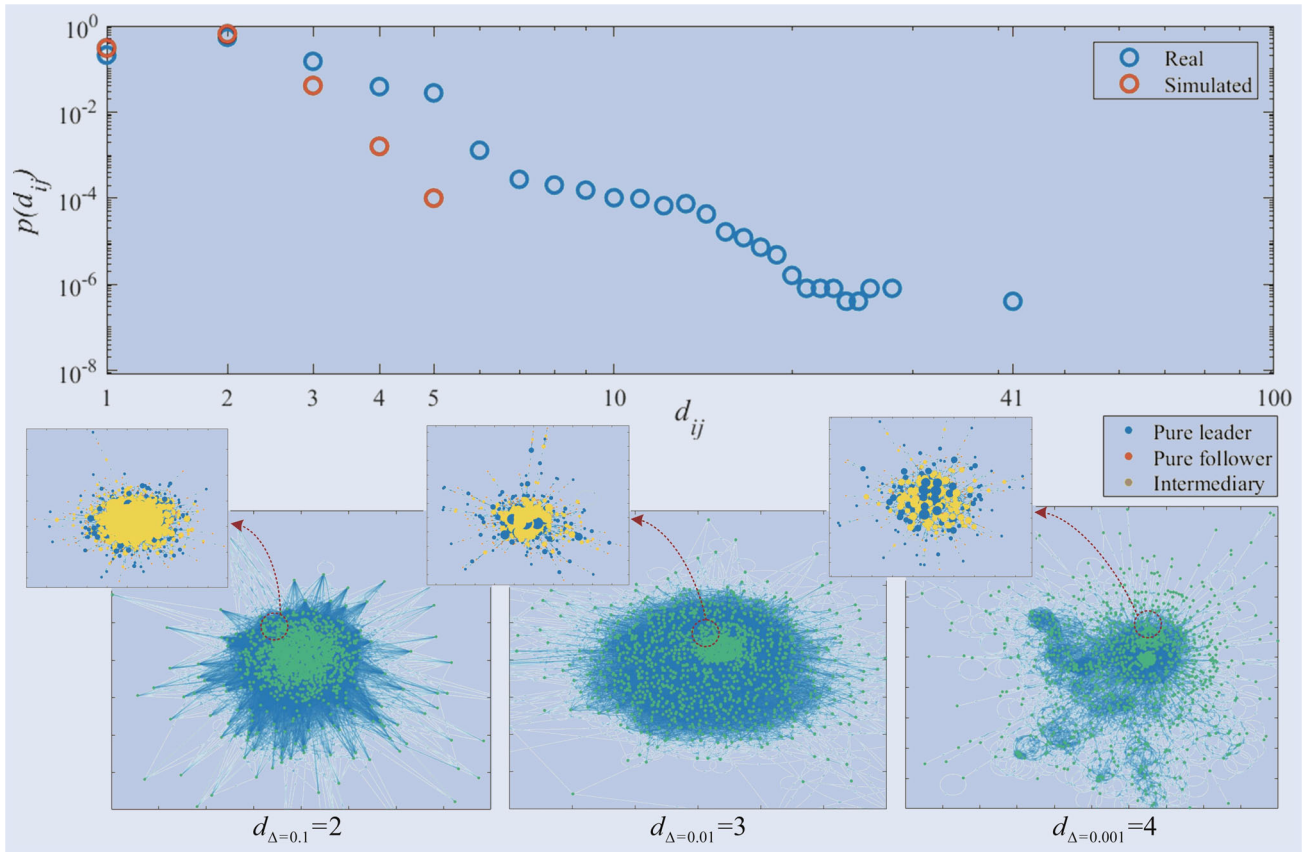 10^0
10^-2
10^-4
10^-6
10^-8
p(d_ij)
Real
Simulated
1 2 3 4 5 10 41 100
d_ij
Pure leader
Pure follower
Intermediary
d_Δ=0.1=2 d_Δ=0.01=3 d_Δ=0.001=4